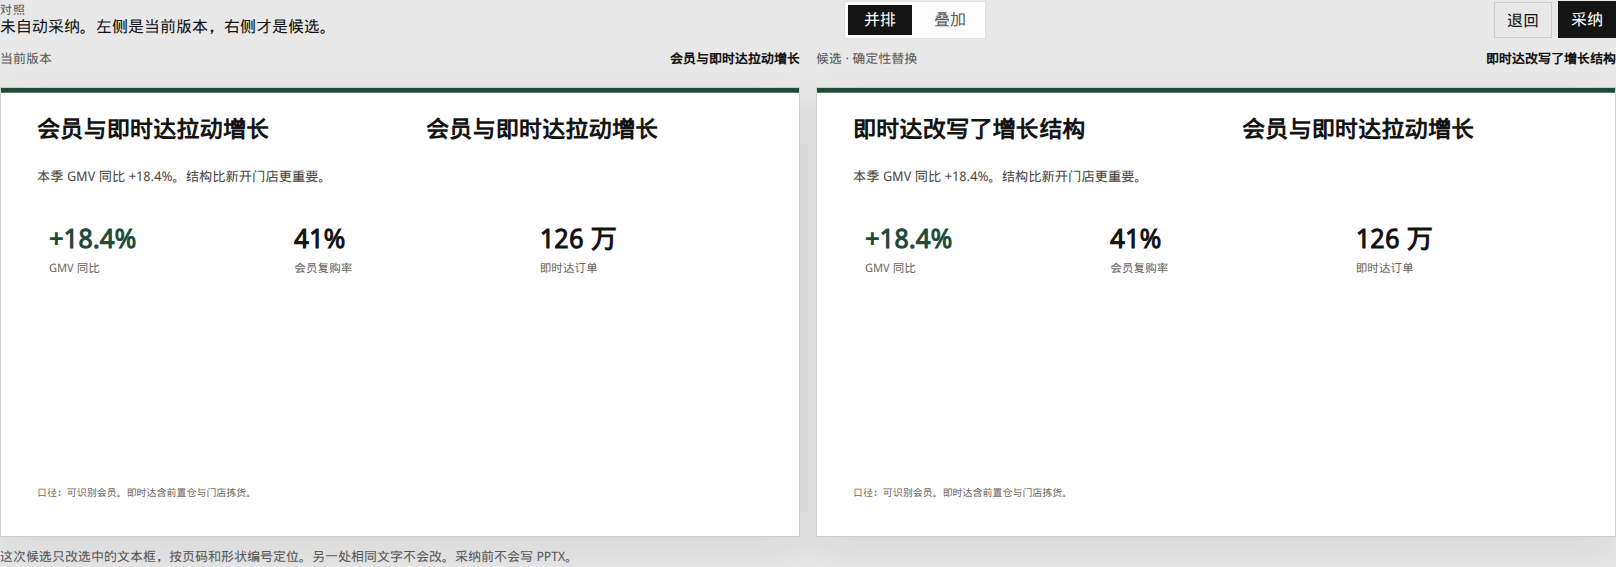 对照
未自动采纳。左侧是当前版本，右侧才是候选。
并排 叠加
退回 采纳
当前版本 会员与即时达拉动增长
候选 · 确定性替换 即时达改写了增长结构
会员与即时达拉动增长 会员与即时达拉动增长
本季 GMV 同比 +18.4%。结构比新开门店更重要。
+18.4% 41% 126 万
GMV 同比 会员复购率 即时达订单
口径：可识别会员。即时达含前置仓与门店拣货。
即时达改写了增长结构 会员与即时达拉动增长
本季 GMV 同比 +18.4%。结构比新开门店更重要。
+18.4% 41% 126 万
GMV 同比 会员复购率 即时达订单
口径：可识别会员。即时达含前置仓与门店拣货。
这次候选只改选中的文本框，按页码和形状编号定位。另一处相同文字不会改。采纳前不会写 PPTX。